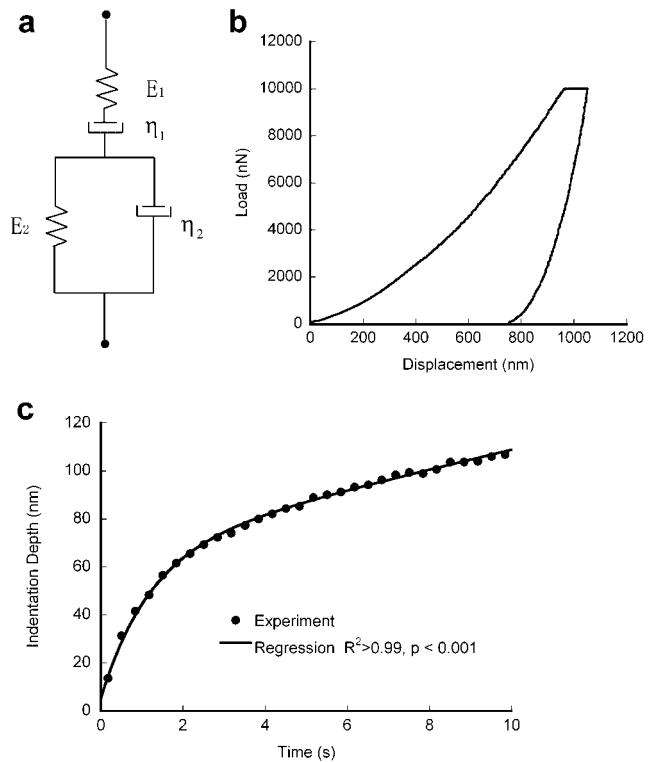 a
E1
η1
E2
η2
b
12000
10000
8000
6000
4000
2000
0
Load (nN)
0 200 400 600 800 1000 1200
Displacement (nm)
c
120
100
80
60
40
20
0
Indentation Depth (nm)
Experiment
Regression R²>0.99, p < 0.001
0 2 4 6 8 10
Time (s)